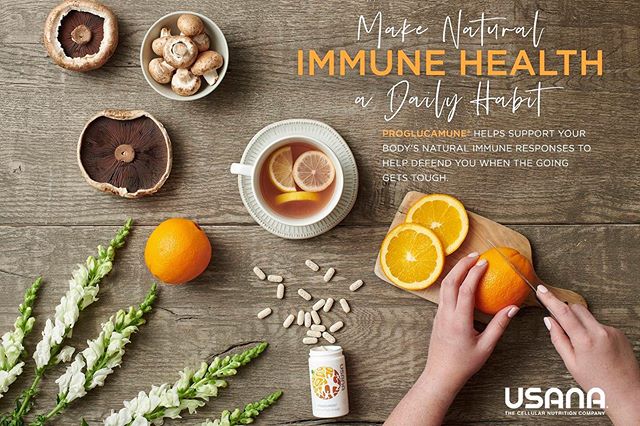 Make Natural
IMMUNE HEALTH
a Daily Habit
PROGLUCAMUNE® HELPS SUPPORT YOUR
BODY'S NATURAL IMMUNE RESPONSES TO
HELP DEFEND YOU WHEN THE GOING
GETS TOUGH.
USANA
THE CELLULAR NUTRITION COMPANY